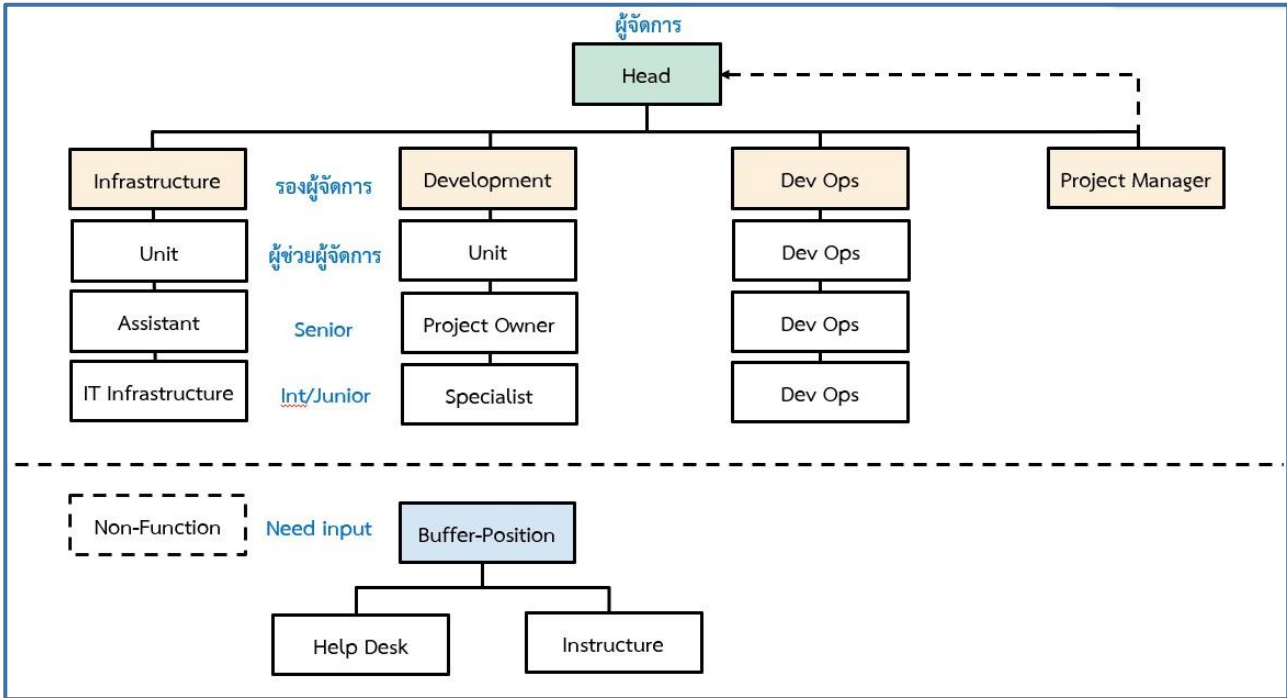 ผู้จัดการ
Head
Infrastructure
รองผู้จัดการ
Development
Dev Ops
Project Manager
Unit
ผู้ช่วยผู้จัดการ
Unit
Dev Ops
Assistant
Senior
Project Owner
Dev Ops
IT Infrastructure
Int/Junior
Specialist
Dev Ops
Non-Function
Need input
Buffer-Position
Help Desk
Instructure